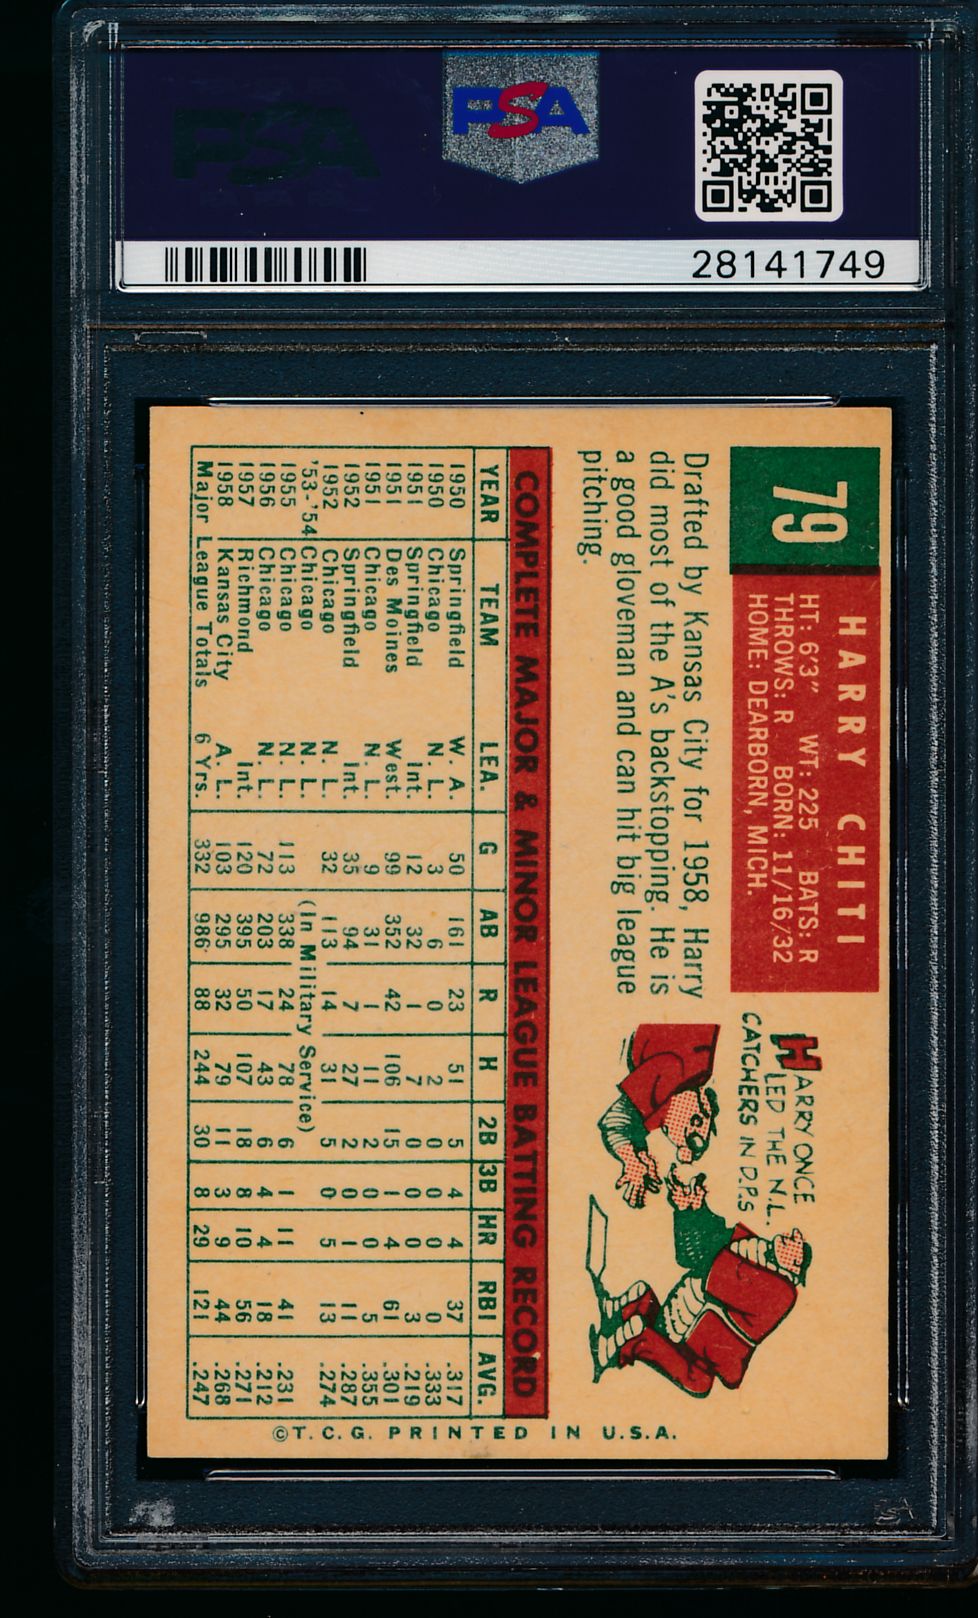 PSA
PSA
28141749
79
HARRY CHITI
HT: 6'3" WT: 225 BATS: R
THROWS: R BORN: 11/16/32
HOME: DEARBORN, MICH.
Drafted by Kansas City for 1958, Harry
did most of the A's backstopping. He is
a good gloveman and can hit big league
pitching.
HARRY ONCE
LED THE N.L.
CATCHERS IN D.P.S
COMPLETE MAJOR & MINOR LEAGUE BATTING RECORD
YEAR TEAM LEA. G AB R H 2B 3B HR RBI AVG.
1950 Springfield W. A. 50 161 23 51 5 4 4 37 .317
1950 Chicago N. L. 3 6 0 2 0 0 0 0 .333
1951 Springfield Int. 12 32 1 7 0 0 0 3 .219
1951 Des Moines West. 99 352 42 106 15 1 4 61 .301
1951 Chicago N. L. 9 31 1 11 2 0 0 5 .355
1952 Springfield Int. 35 94 7 27 2 0 1 11 .287
1952 Chicago N. L. 32 113 14 31 5 0 5 13 .274
'53-'54 Chicago N. L. (In Military Service)
1955 Chicago N. L. 113 338 24 78 6 1 11 41 .231
1956 Chicago N. L. 72 203 17 43 6 4 4 18 .212
1957 Richmond Int. 120 395 50 107 18 8 10 56 .271
1958 Kansas City A. L. 103 295 32 79 11 3 9 44 .268
Major League Totals 6 Yrs. 332 986 88 244 30 8 29 121 .247
©T.C.G. PRINTED IN U.S.A.